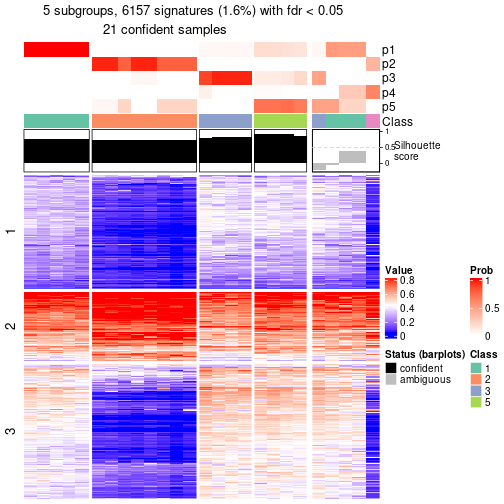 5 subgroups, 6157 signatures (1.6%) with fdr < 0.05
21 confident samples
p1
p2
p3
p4
p5
Class
1
0.5
0
Silhouette
score
1
2
3
Value
0.8
0.6
0.4
0.2
0
Prob
1
0.5
0
Status (barplots)
confident
ambiguous
Class
1
2
3
4
5